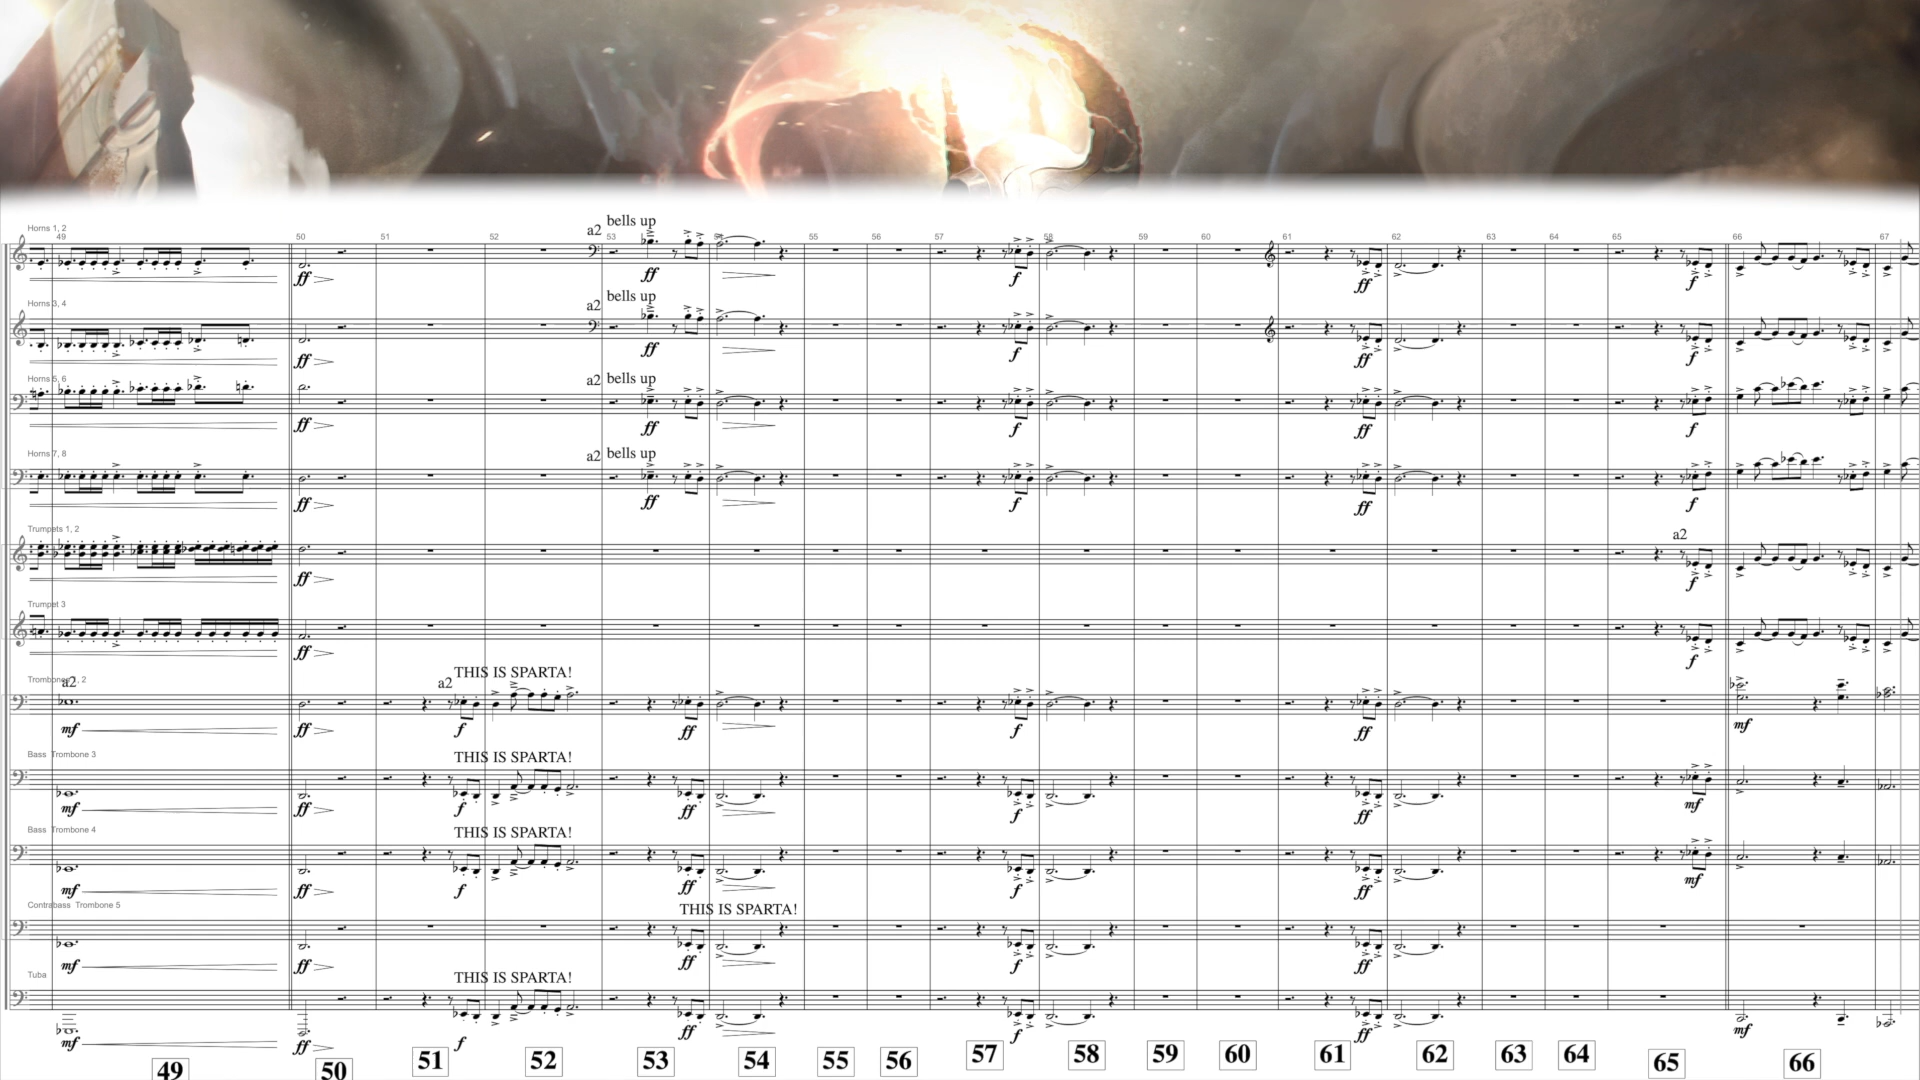 Horns 1, 2
49 50 51 52 53 54 55 56 57 58 59 60 61 62 63 64 65 66 67
a2 bells up
ff ff f ff f
Horns 3, 4
a2 bells up
ff ff f ff f
Horns 5, 6
a2 bells up
ff ff f ff f
Horns 7, 8
a2 bells up
ff ff f ff f
Trumpets 1, 2
a2
ff f
Trumpet 3
ff f
THIS IS SPARTA!
Trombones 1, 2
a2 a2
mf ff f ff f ff mf
THIS IS SPARTA!
Bass Trombone 3
mf ff f ff f ff mf
THIS IS SPARTA!
Bass Trombone 4
mf ff f ff f ff mf
Contrabass Trombone 5
THIS IS SPARTA!
mf ff ff f ff
Tuba
THIS IS SPARTA!
mf ff f ff f ff mf
49 50 51 52 53 54 55 56 57 58 59 60 61 62 63 64 65 66